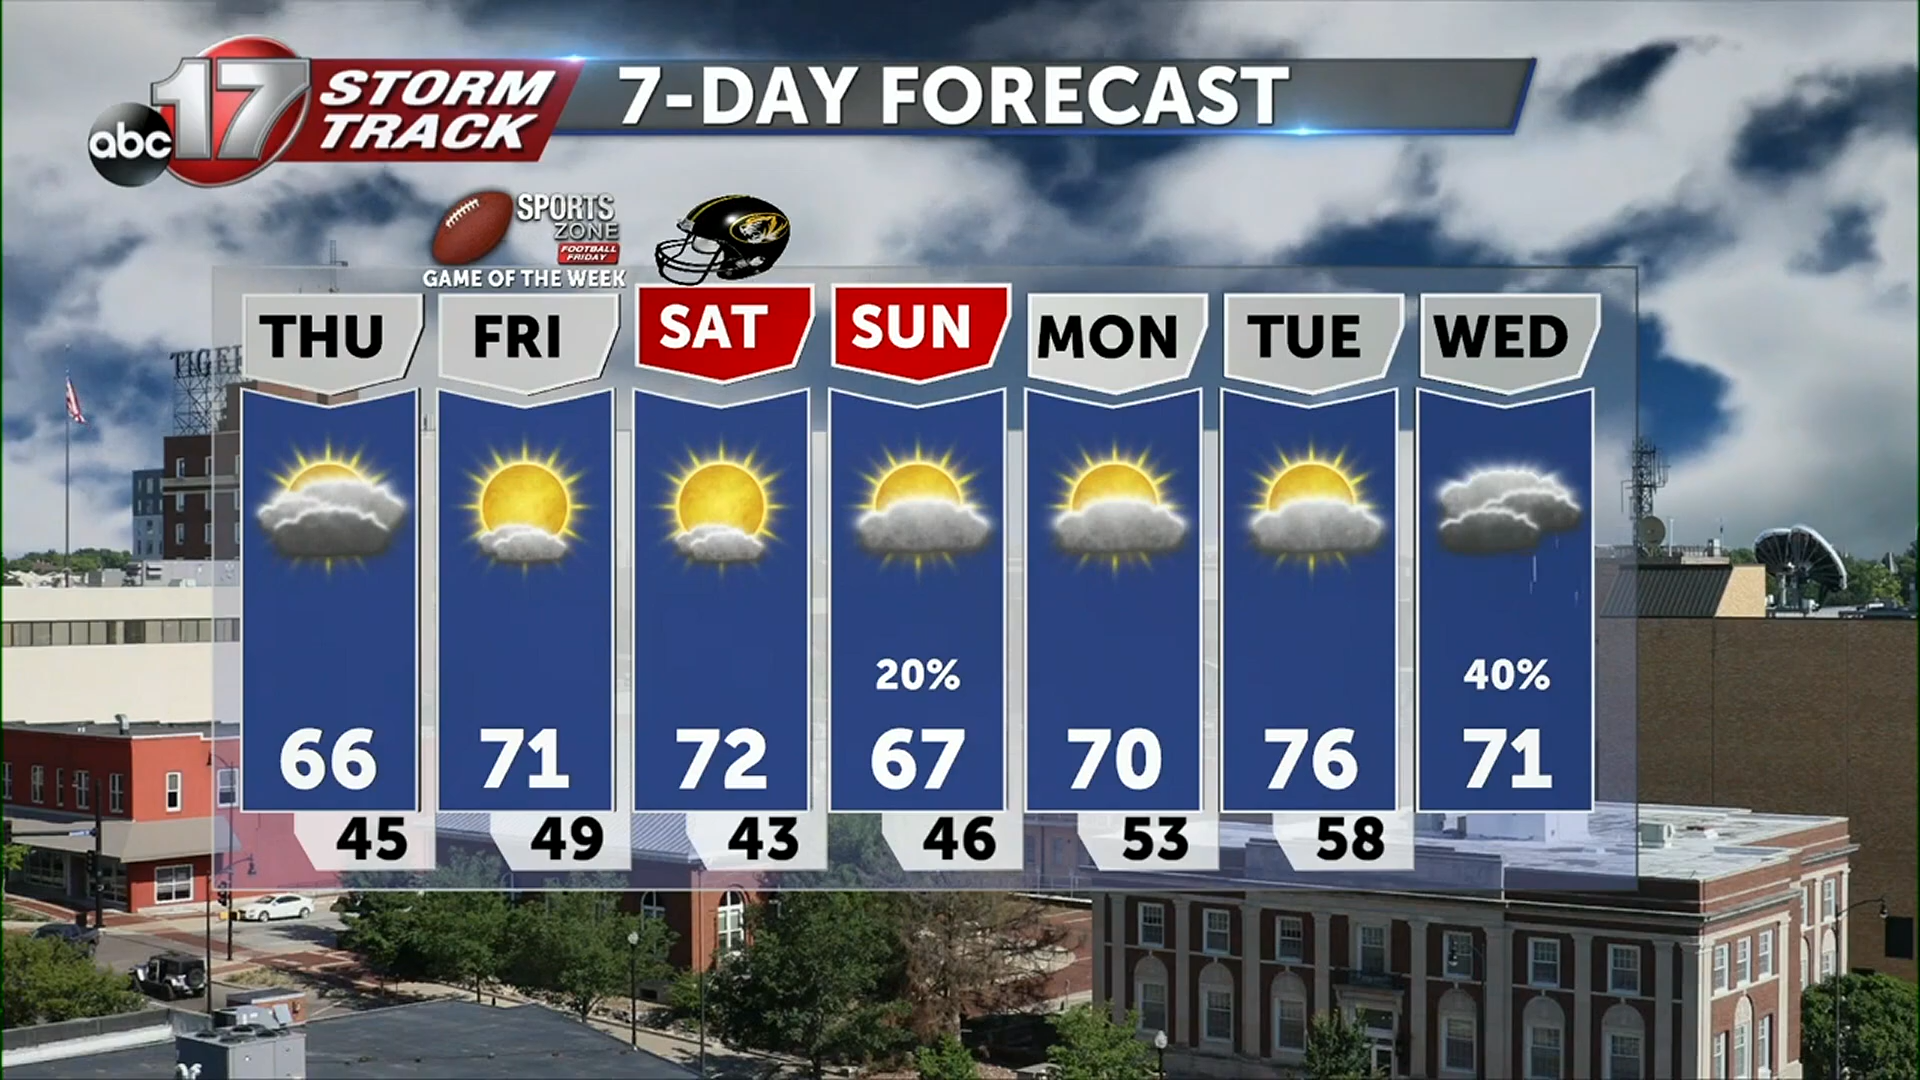 abc 17 STORM TRACK
7-DAY FORECAST
SPORTS
ZONE
FOOTBALL
FRIDAY
GAME OF THE WEEK
THU FRI SAT SUN MON TUE WED
TIGER
20% 40%
66 71 72 67 70 76 71
45 49 43 46 53 58